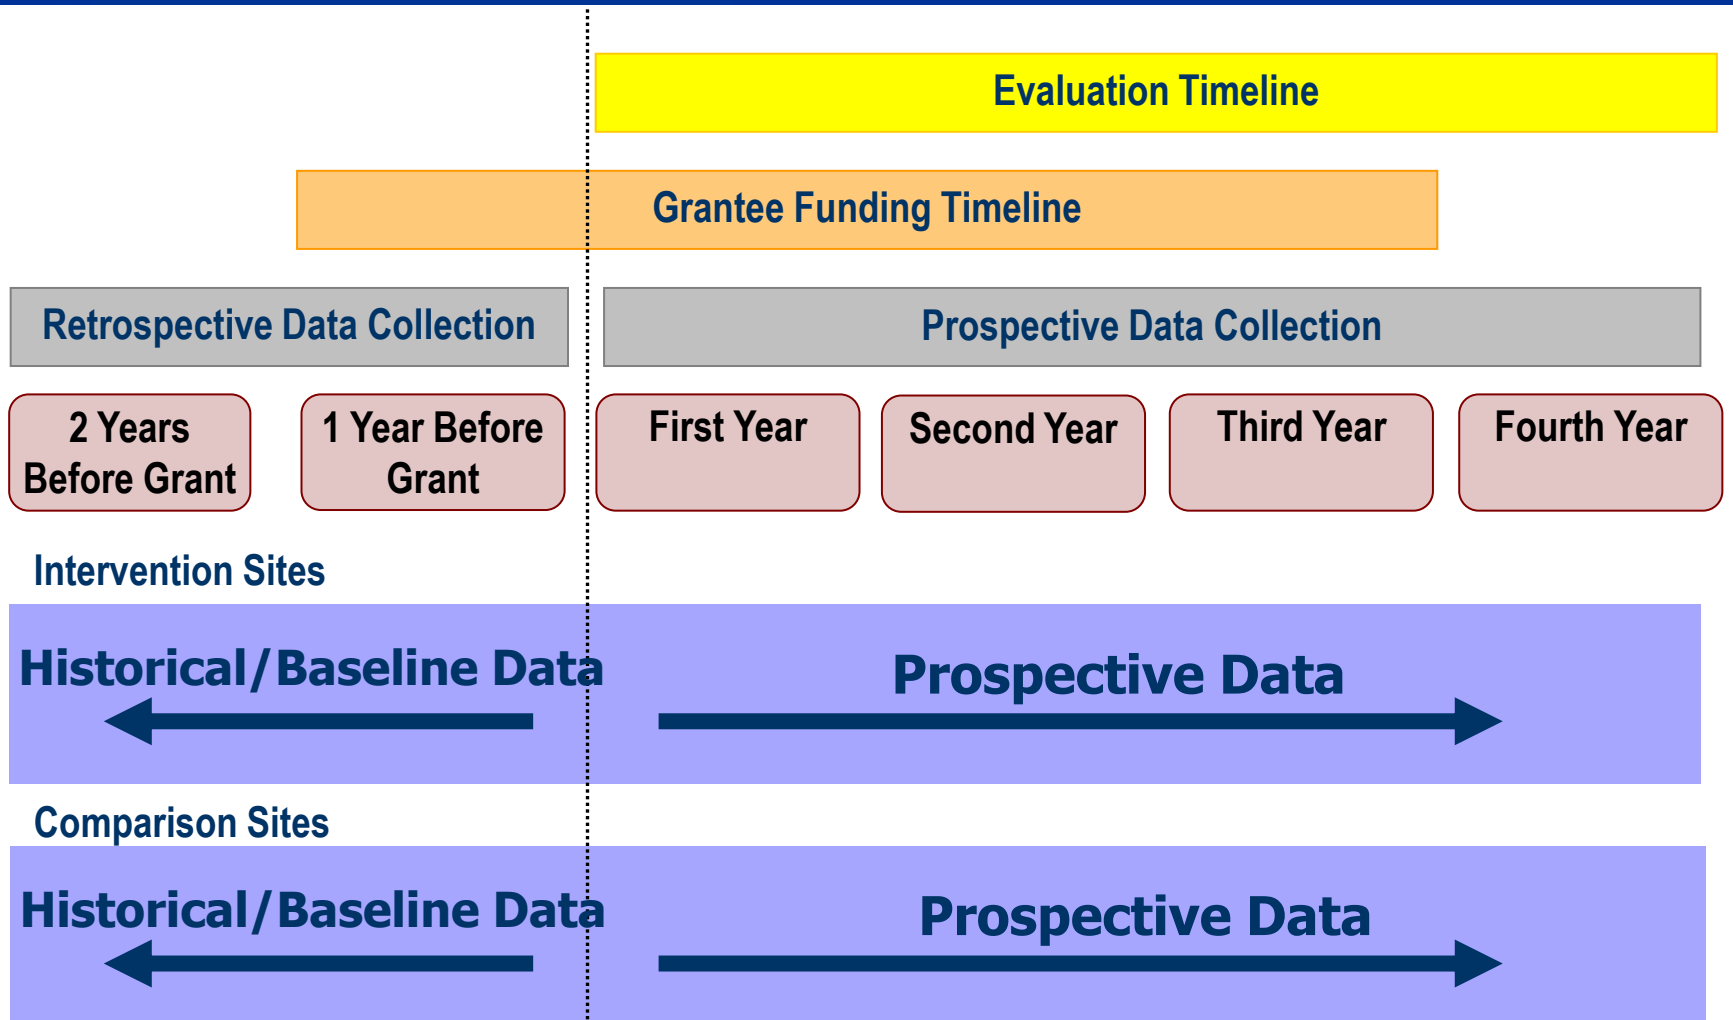 Evaluation Timeline
Grantee Funding Timeline
Retrospective Data Collection
Prospective Data Collection
2 Years
Before Grant
1 Year Before
Grant
First Year
Second Year
Third Year
Fourth Year
Intervention Sites
Historical/Baseline Data
Prospective Data
Comparison Sites
Historical/Baseline Data
Prospective Data